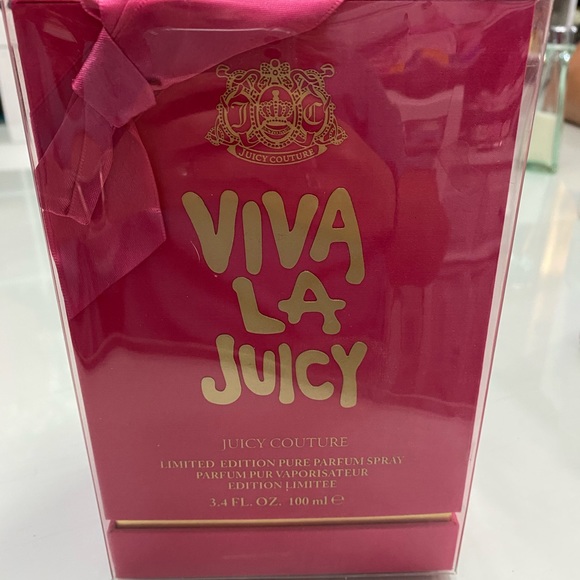 J C
JUICY COUTURE
VIVA
LA
JUICY
JUICY COUTURE
LIMITED EDITION PURE PARFUM SPRAY
PARFUM PUR VAPORISATEUR
EDITION LIMITEE
3.4 FL. OZ. 100 ml ℮